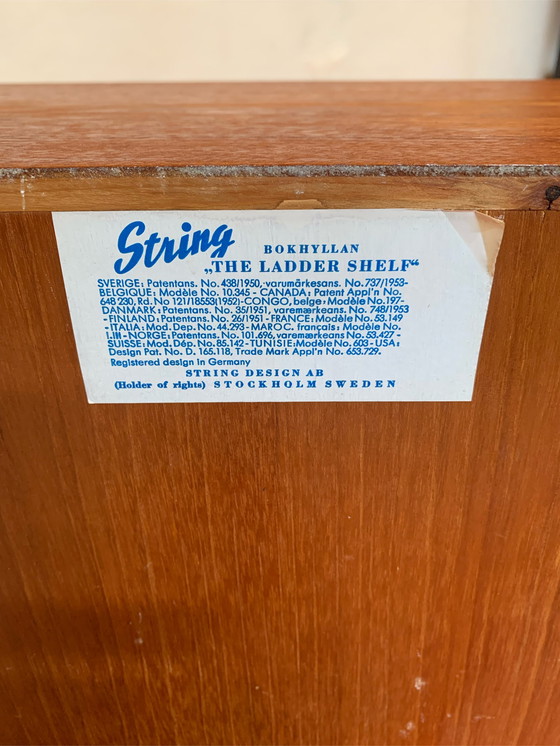 String BOKHYLLAN
„THE LADDER SHELF“
SVERIGE: Patentans. No. 438/1950, varumärkesans. No. 737/1953-
BELGIQUE: Modèle No. 10.345 - CANADA: Patent Appl'n No.
648 230, Rd. No 121/18553(1952)-CONGO, belge: Modèle No. 197-
DANMARK: Patentans. No. 35/1951, varemærkeans. No. 748/1953
- FINLAND: Patentans. No. 26/1951 - FRANCE: Modèle No. 53.149
- ITALIA: Mod. Dep. No. 44.293 - MAROC. français: Modèle No.
- NORGE: Patentans. No. 101.696, varemærkeans No. 53.427 -
SUISSE: Mod. Dép. No. 85.142 - TUNISIE: Modèle No. 603 - USA:
Design Pat. No. D. 165.118, Trade Mark Appl'n No. 653.729.
Registered design in Germany
STRING DESIGN AB
(Holder of rights) STOCKHOLM SWEDEN